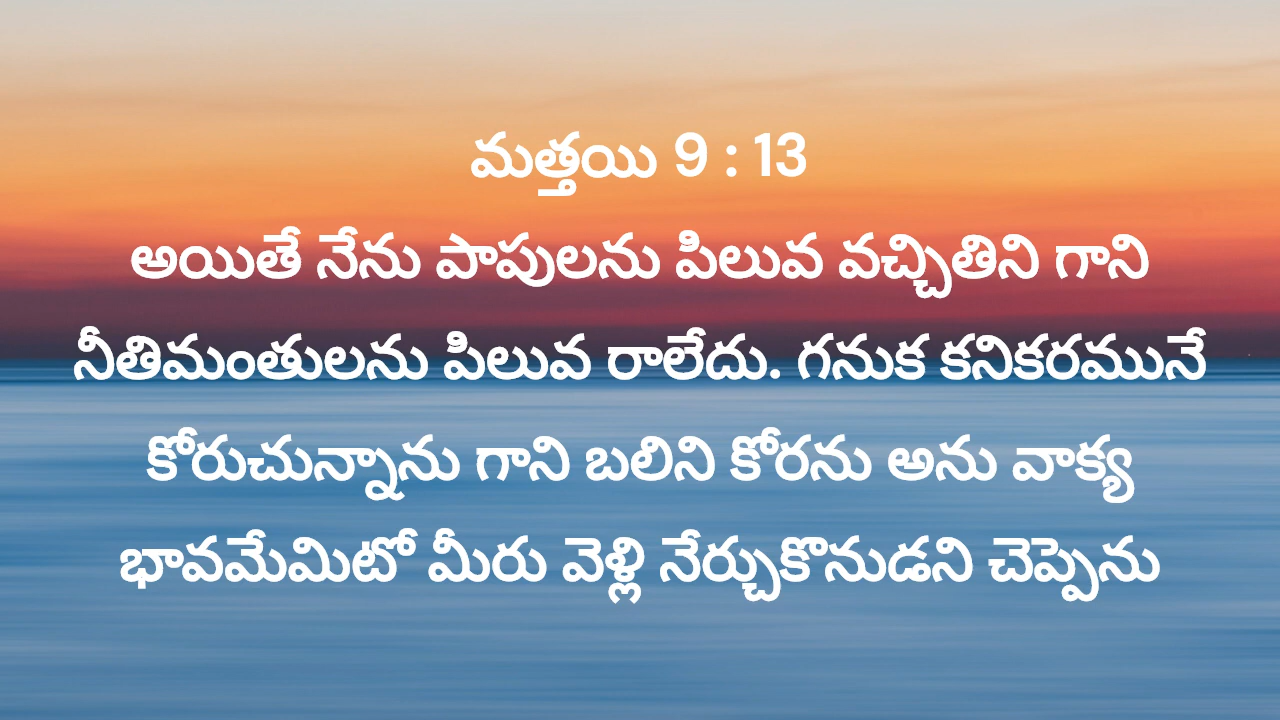 మత్తయి 9 : 13
అయితే నేను పాపులను పిలువ వచ్చితిని గాని
నీతిమంతులను పిలువ రాలేదు. గనుక కనికరమునే
కోరుచున్నాను గాని బలిని కోరను అను వాక్య
భావమేమిటో మీరు వెళ్లి నేర్చుకొనుడని చెప్పెను